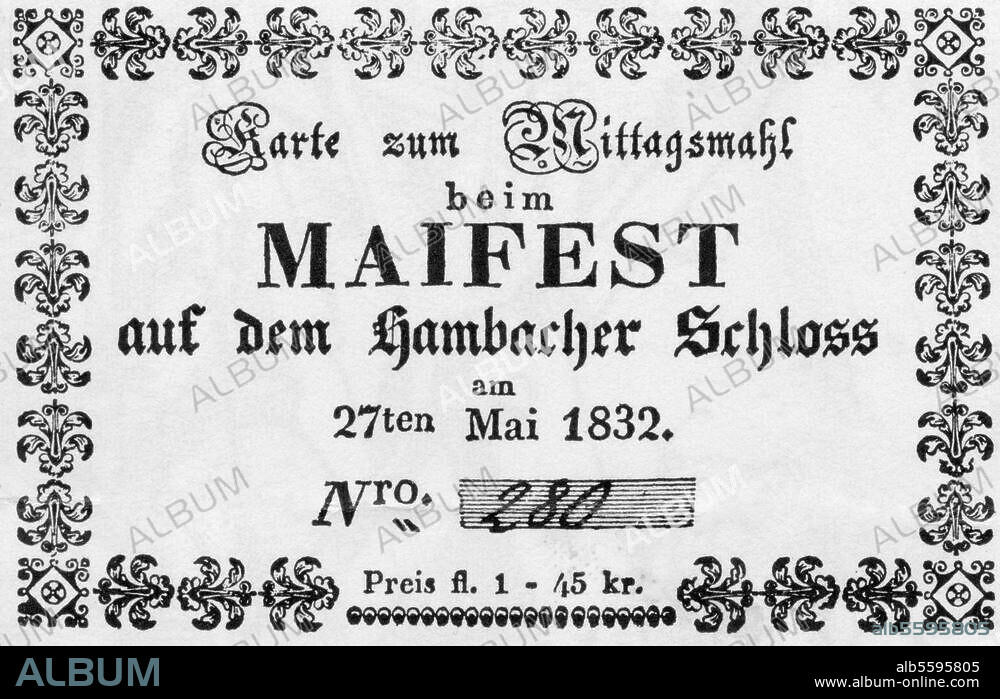 Karte zum Mittagsmahl
beim
MAIFEST
auf dem Hambacher Schloss
am
27ten Mai 1832.
Nro. 280
Preis fl. 1 - 45 kr.
alb5595805
ALBUM
alb5595805
www.album-online.com